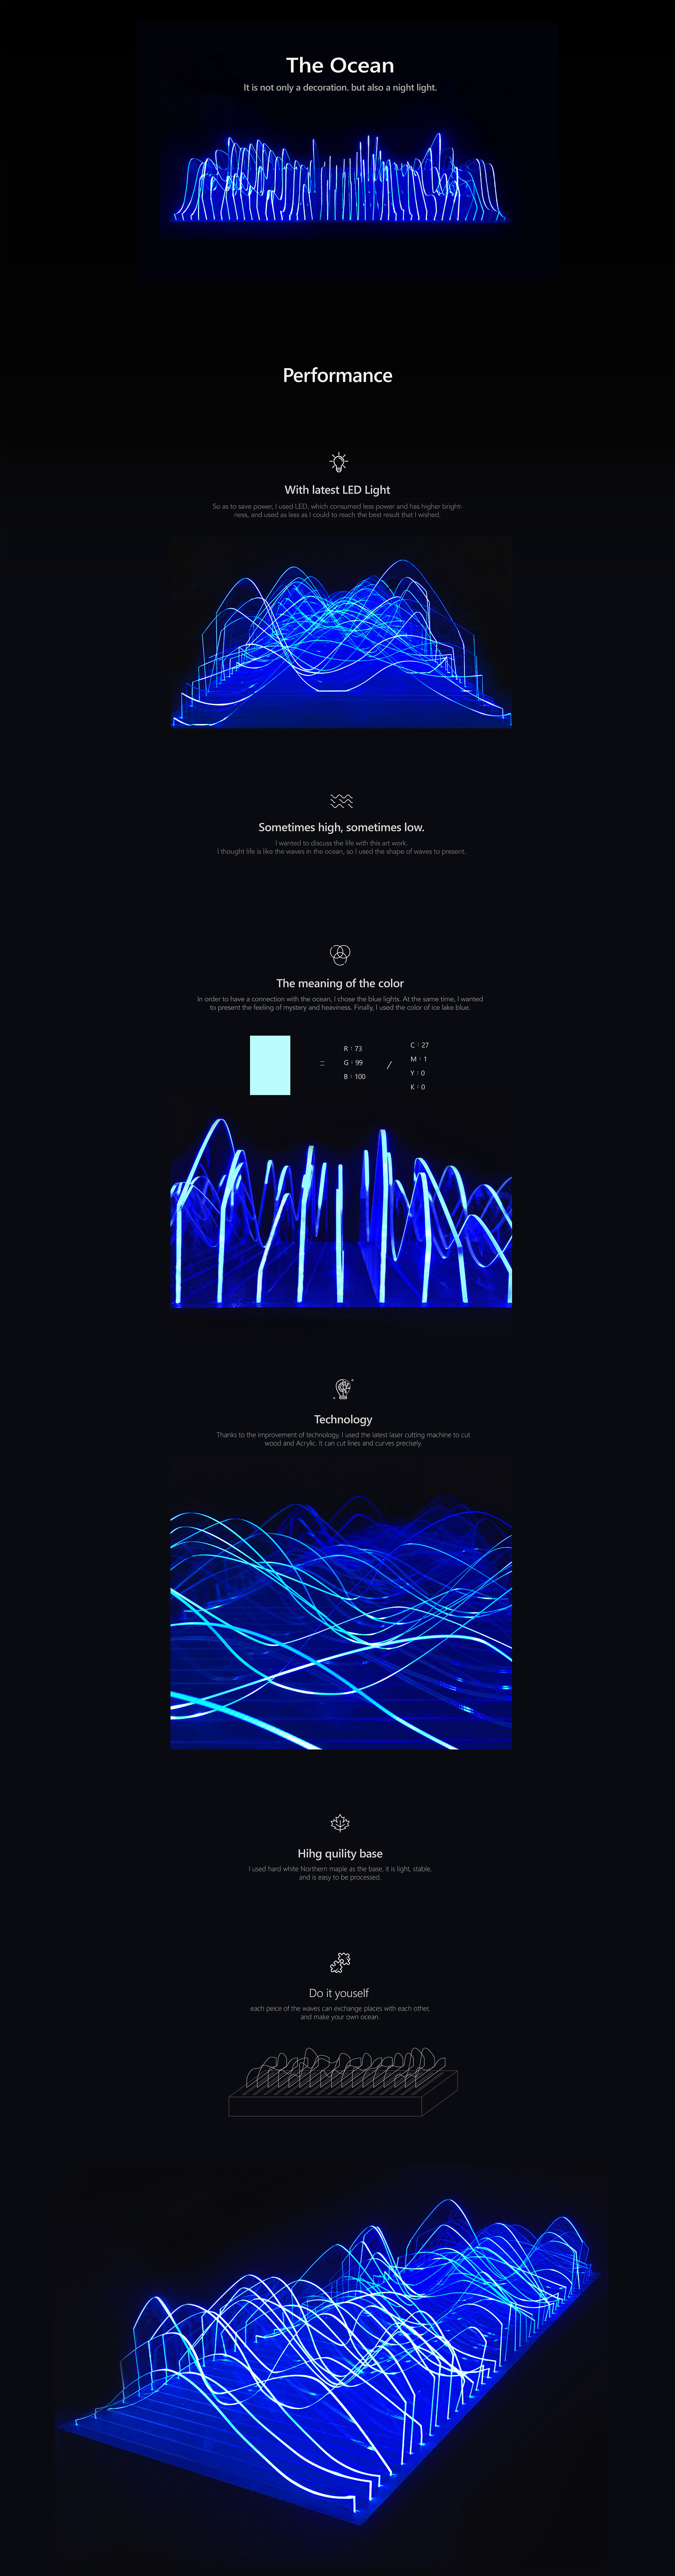 The Ocean
It is not only a decoration. but also a night light.
Performance
With latest LED Light
So as to save power, I used LED, which consumed less power and has higher bright-
ness, and used as less as I could to reach the best result that I wished.
Sometimes high, sometimes low.
I wanted to discuss the life with this art work.
I thought life is like the waves in the ocean, so I used the shape of waves to present.
The meaning of the color
In order to have a connection with the ocean, I chose the blue lights. At the same time, I wanted
to present the feeling of mystery and heaviness. Finally, I used the color of ice lake blue.
=
R：73
G：99
B：100
/
C：27
M：1
Y：0
K：0
Technology
Thanks to the improvement of technology, I used the latest laser cutting machine to cut
wood and Acrylic. It can cut lines and curves precisely.
Hihg quility base
I used hard white Northern maple as the base, it is light, stable,
and is easy to be processed.
Do it youself
each peice of the waves can exchange places with each other,
and make your own ocean.